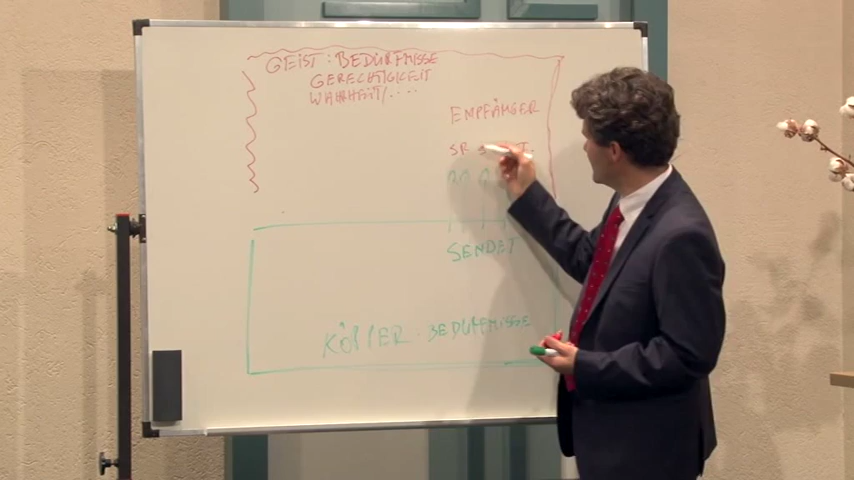 GEIST : BEDÜRFNISSE
GERECHTIGKEIT
WAHRHEIT/....
EMPFÄNGER
SENDET
KÖRPER - BEDÜRFNISSE